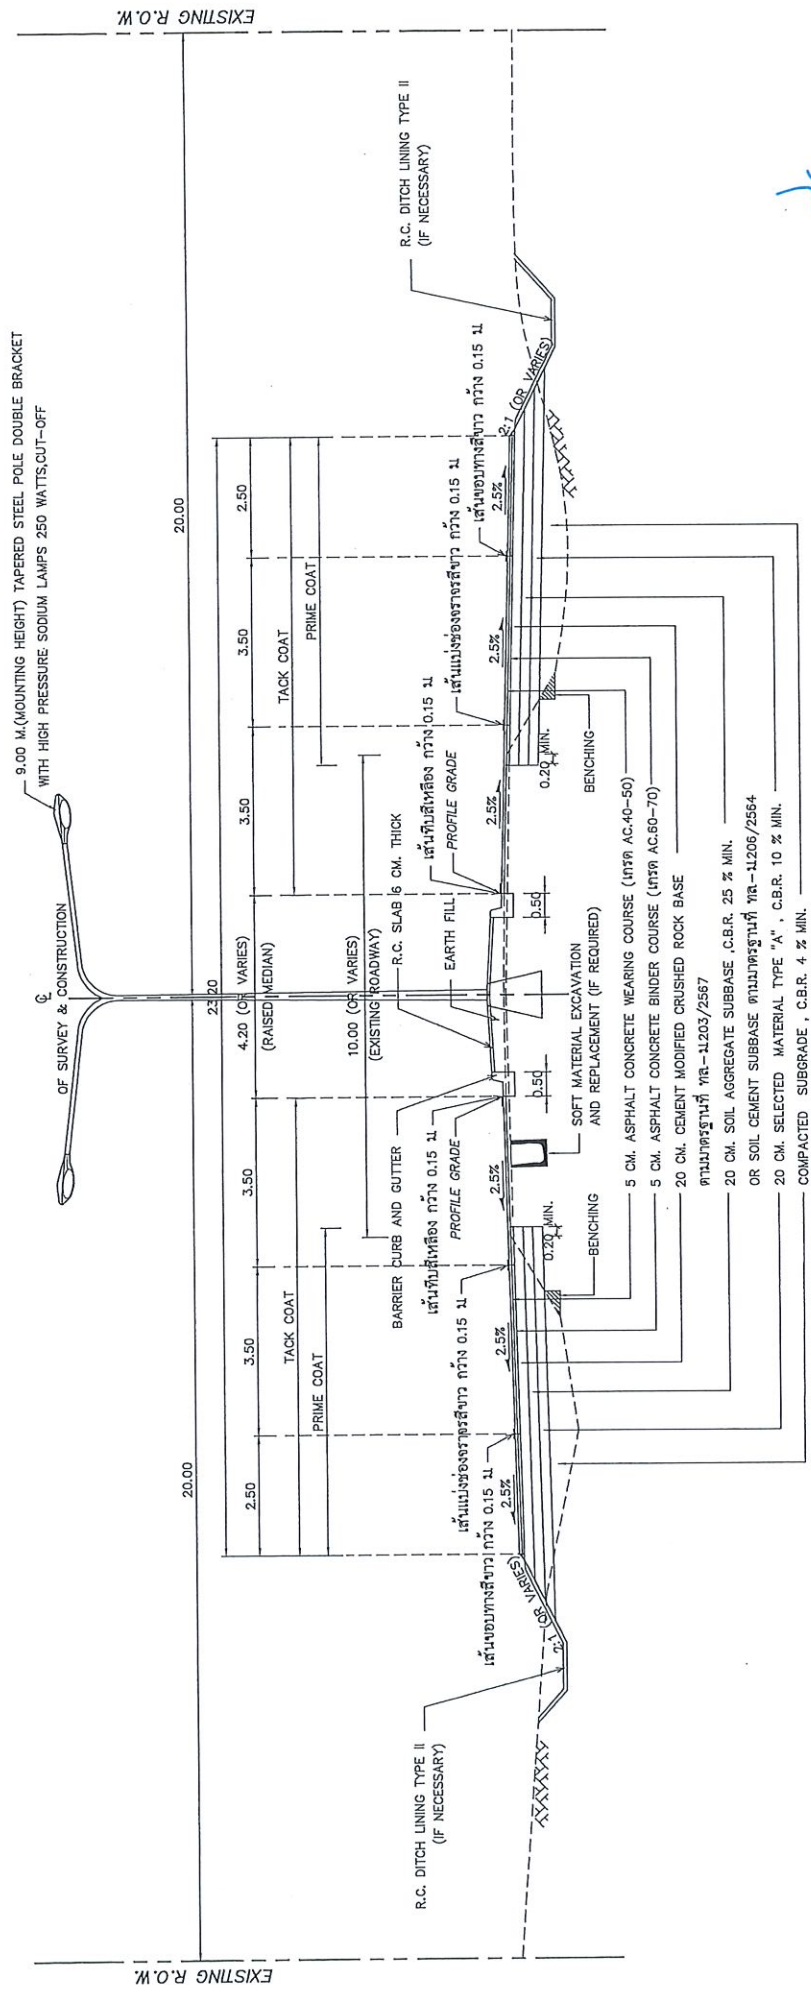 9.00 M.(MOUNTING HEIGHT) TAPERED STEEL POLE DOUBLE BRACKET
WITH HIGH PRESSURE SODIUM LAMPS 250 WATTS,CUT-OFF
℄
OF SURVEY & CONSTRUCTION
EXISTING R.O.W.
EXISTING R.O.W.
20.00
20.00
23.20
2.50
3.50
3.50
4.20 (OR VARIES)
(RAISED MEDIAN)
3.50
3.50
2.50
TACK COAT
TACK COAT
PRIME COAT
PRIME COAT
10.00 (OR VARIES)
(EXISTING ROADWAY)
R.C. DITCH LINING TYPE II
(IF NECESSARY)
R.C. DITCH LINING TYPE II
(IF NECESSARY)
BARRIER CURB AND GUTTER
R.C. SLAB 6 CM. THICK
เส้นทึบสีเหลือง กว้าง 0.15 ม
PROFILE GRADE
EARTH FILL
เส้นทึบสีเหลือง กว้าง 0.15 ม
PROFILE GRADE
เส้นแบ่งช่องจราจรสีขาว กว้าง 0.15 ม
เส้นขอบทางสีขาว กว้าง 0.15 ม
เส้นแบ่งช่องจราจรสีขาว กว้าง 0.15 ม
เส้นขอบทางสีขาว กว้าง 0.15 ม
2:1 (OR VARIES)
2.5%
2.5%
2.5%
2.5%
2.5%
2.5%
2:1 (OR VARIES)
0.50
0.50
0.20 MIN.
0.20 MIN.
BENCHING
BENCHING
SOFT MATERIAL EXCAVATION
AND REPLACEMENT (IF REQUIRED)
5 CM. ASPHALT CONCRETE WEARING COURSE (เกรด AC.40-50)
5 CM. ASPHALT CONCRETE BINDER COURSE (เกรด AC.60-70)
20 CM. CEMENT MODIFIED CRUSHED ROCK BASE
ตามมาตรฐานที่ ทล.-ม203/2567
20 CM. SOIL AGGREGATE SUBBASE ,C.B.R. 25 % MIN.
OR SOIL CEMENT SUBBASE ตามมาตรฐานที่ ทล.-ม206/2564
20 CM. SELECTED MATERIAL TYPE "A" , C.B.R. 10 % MIN.
COMPACTED SUBGRADE , C.B.R. 4 % MIN.